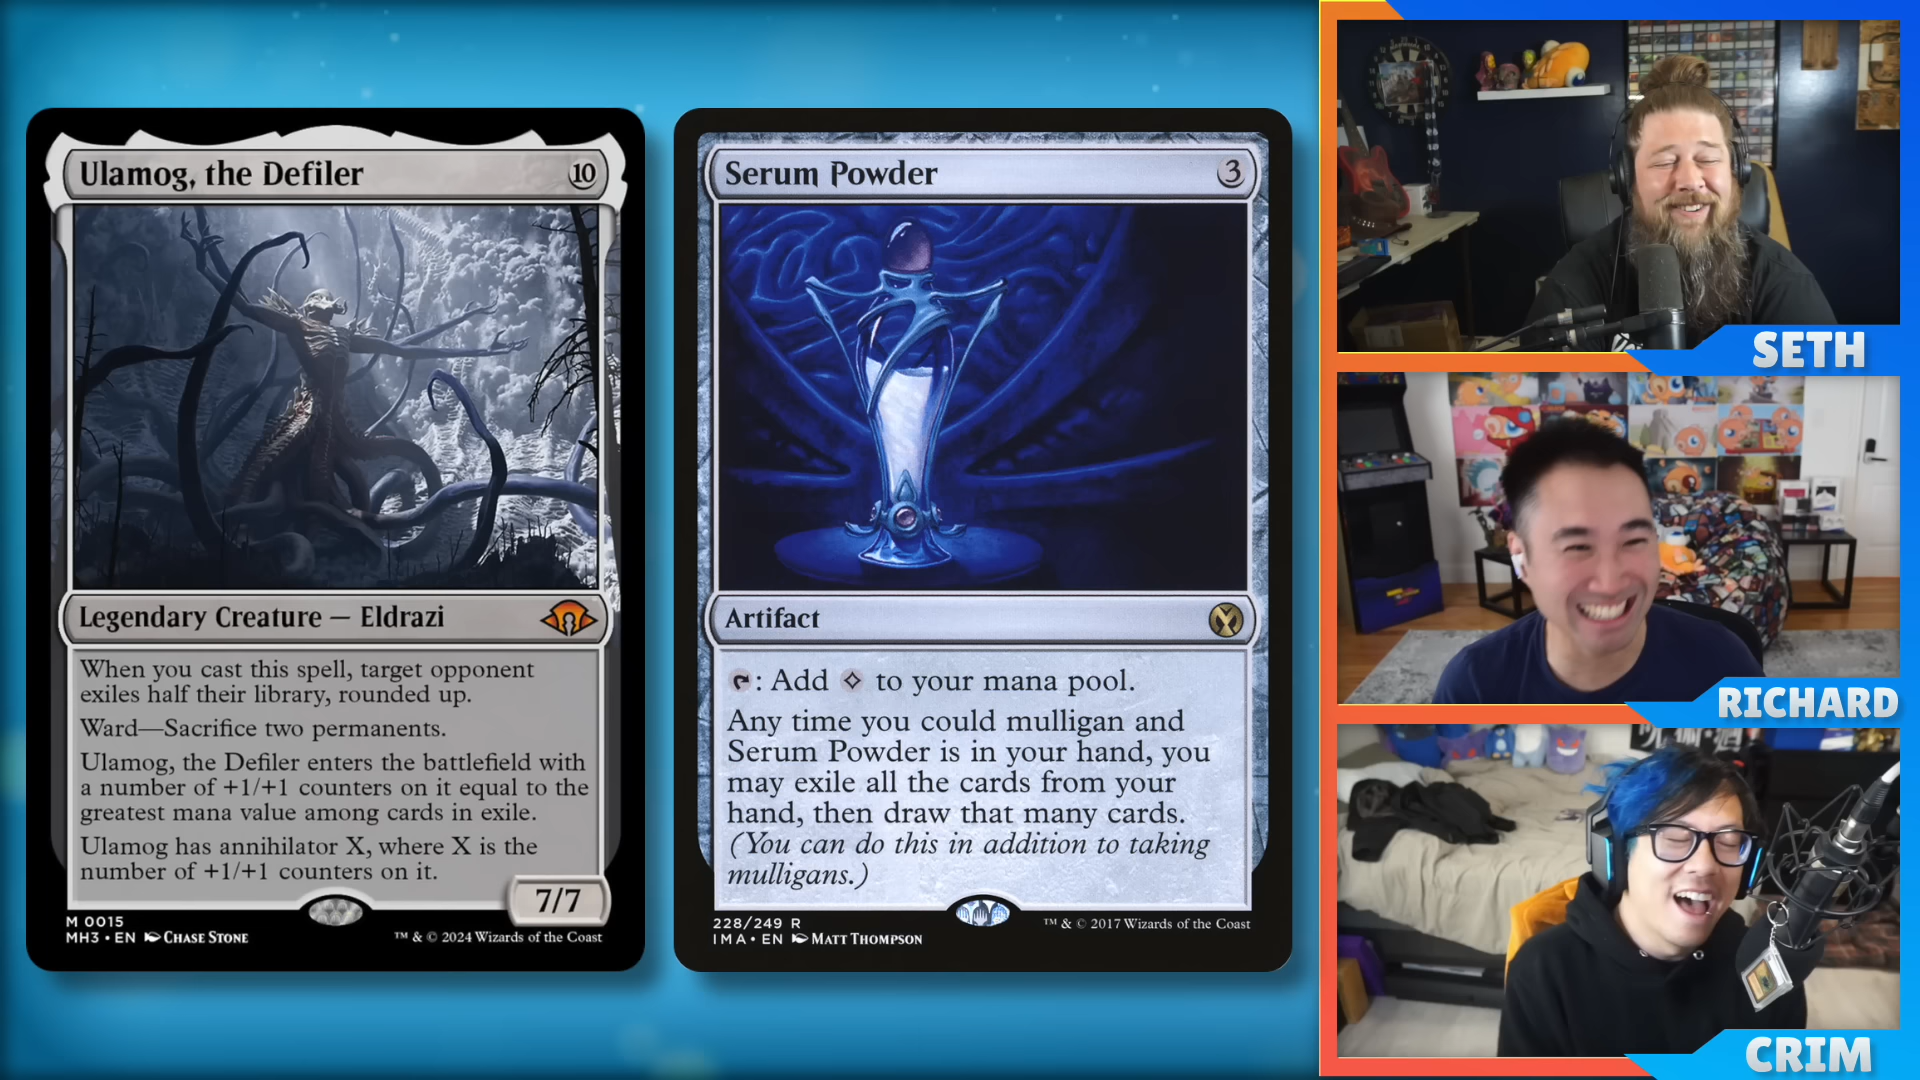 Ulamog, the Defiler
10
Legendary Creature — Eldrazi
When you cast this spell, target opponent
exiles half their library, rounded up.
Ward—Sacrifice two permanents.
Ulamog, the Defiler enters the battlefield with
a number of +1/+1 counters on it equal to the
greatest mana value among cards in exile.
Ulamog has annihilator X, where X is the
number of +1/+1 counters on it.
7/7
M 0015
MH3 • EN CHASE STONE
™ & © 2024 Wizards of the Coast
Serum Powder
3
Artifact
: Add to your mana pool.
Any time you could mulligan and
Serum Powder is in your hand, you
may exile all the cards from your
hand, then draw that many cards.
(You can do this in addition to taking
mulligans.)
228/249 R
IMA • EN MATT THOMPSON
™ & © 2017 Wizards of the Coast
SETH
RICHARD
CRIM